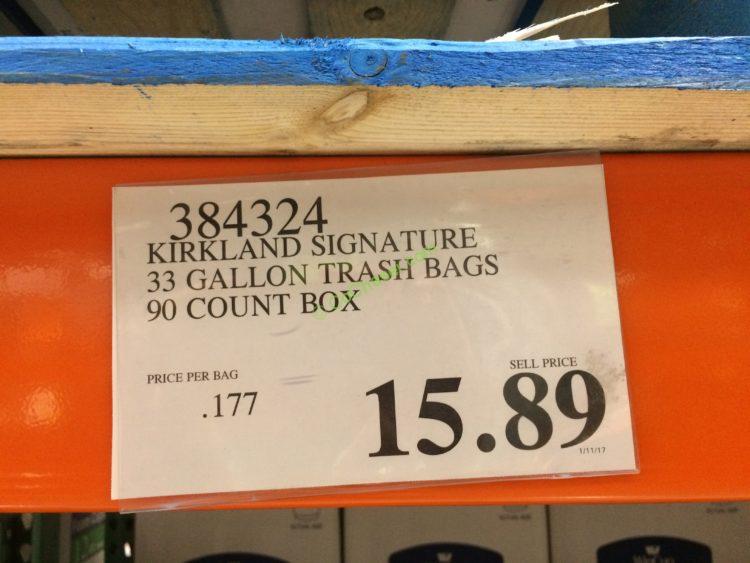 384324
KIRKLAND SIGNATURE
33 GALLON TRASH BAGS
90 COUNT BOX
PRICE PER BAG
.177
SELL PRICE
15.89
1/11/17